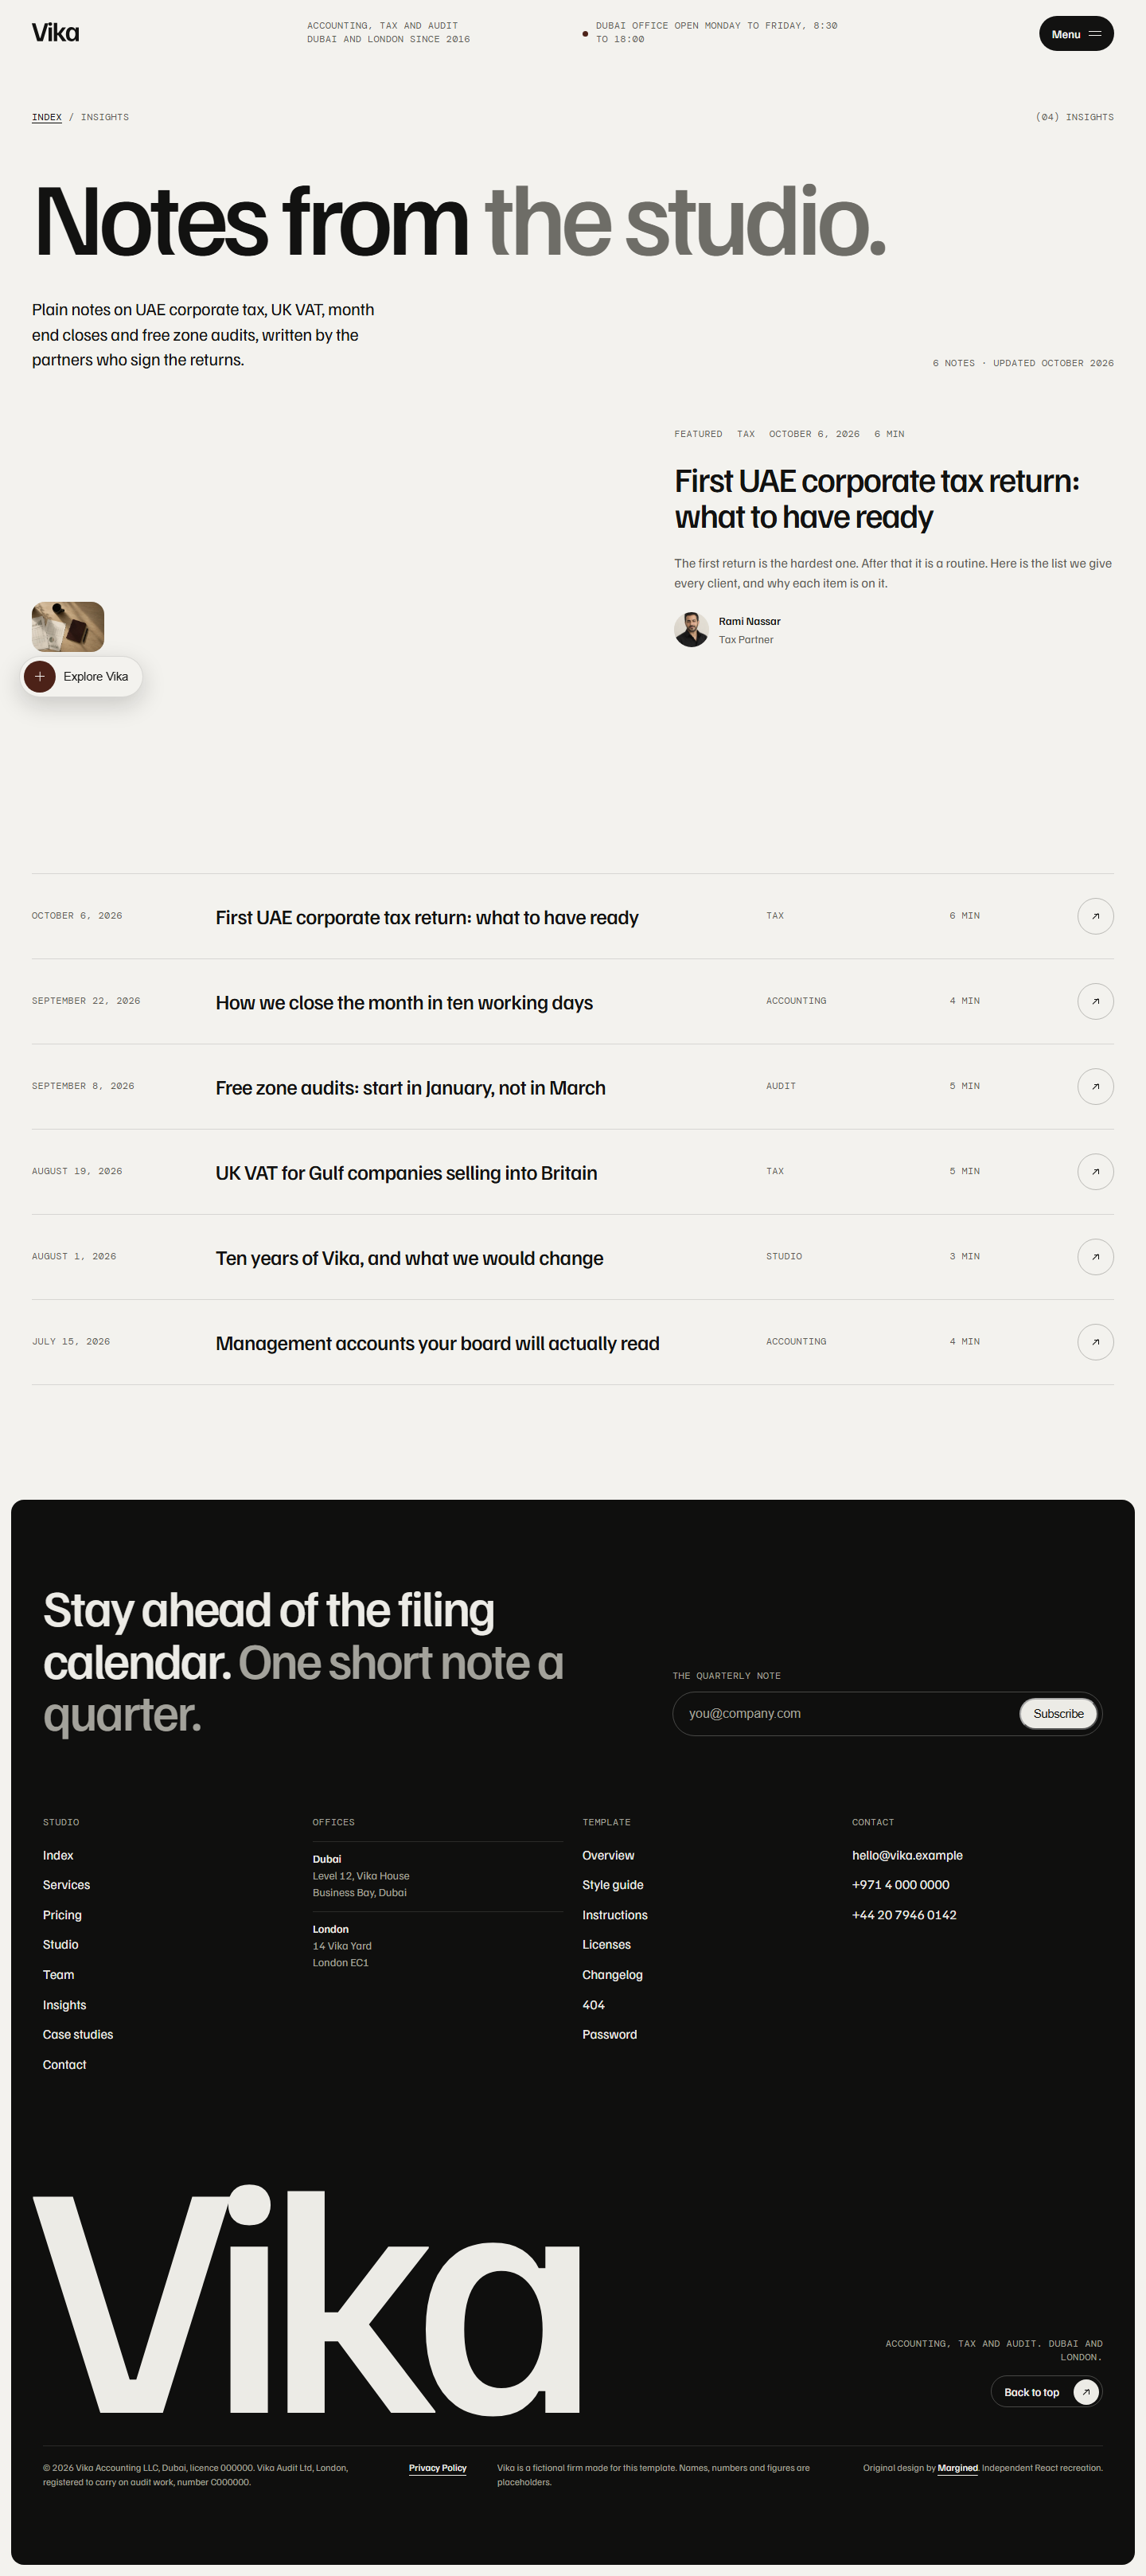 Vika
ACCOUNTING, TAX AND AUDIT
DUBAI AND LONDON SINCE 2016
DUBAI OFFICE OPEN MONDAY TO FRIDAY, 8:30
TO 18:00
Menu
INDEX / INSIGHTS
(04) INSIGHTS
Notes from the studio.
Plain notes on UAE corporate tax, UK VAT, month
end closes and free zone audits, written by the
partners who sign the returns.
6 NOTES · UPDATED OCTOBER 2026
FEATURED TAX OCTOBER 6, 2026 6 MIN
First UAE corporate tax return:
what to have ready
The first return is the hardest one. After that it is a routine. Here is the list we give
every client, and why each item is on it.
Rami Nassar
Tax Partner
Explore Vika
OCTOBER 6, 2026 First UAE corporate tax return: what to have ready TAX 6 MIN
SEPTEMBER 22, 2026 How we close the month in ten working days ACCOUNTING 4 MIN
SEPTEMBER 8, 2026 Free zone audits: start in January, not in March AUDIT 5 MIN
AUGUST 19, 2026 UK VAT for Gulf companies selling into Britain TAX 5 MIN
AUGUST 1, 2026 Ten years of Vika, and what we would change STUDIO 3 MIN
JULY 15, 2026 Management accounts your board will actually read ACCOUNTING 4 MIN
Stay ahead of the filing
calendar. One short note a
quarter.
THE QUARTERLY NOTE
you@company.com
Subscribe
STUDIO
Index
Services
Pricing
Studio
Team
Insights
Case studies
Contact
OFFICES
Dubai
Level 12, Vika House
Business Bay, Dubai
London
14 Vika Yard
London EC1
TEMPLATE
Overview
Style guide
Instructions
Licenses
Changelog
404
Password
CONTACT
hello@vika.example
+971 4 000 0000
+44 20 7946 0142
Vika
ACCOUNTING, TAX AND AUDIT. DUBAI AND
LONDON.
Back to top
© 2026 Vika Accounting LLC, Dubai, licence 000000. Vika Audit Ltd, London,
registered to carry on audit work, number C000000.
Privacy Policy
Vika is a fictional firm made for this template. Names, numbers and figures are
placeholders.
Original design by Margined. Independent React recreation.